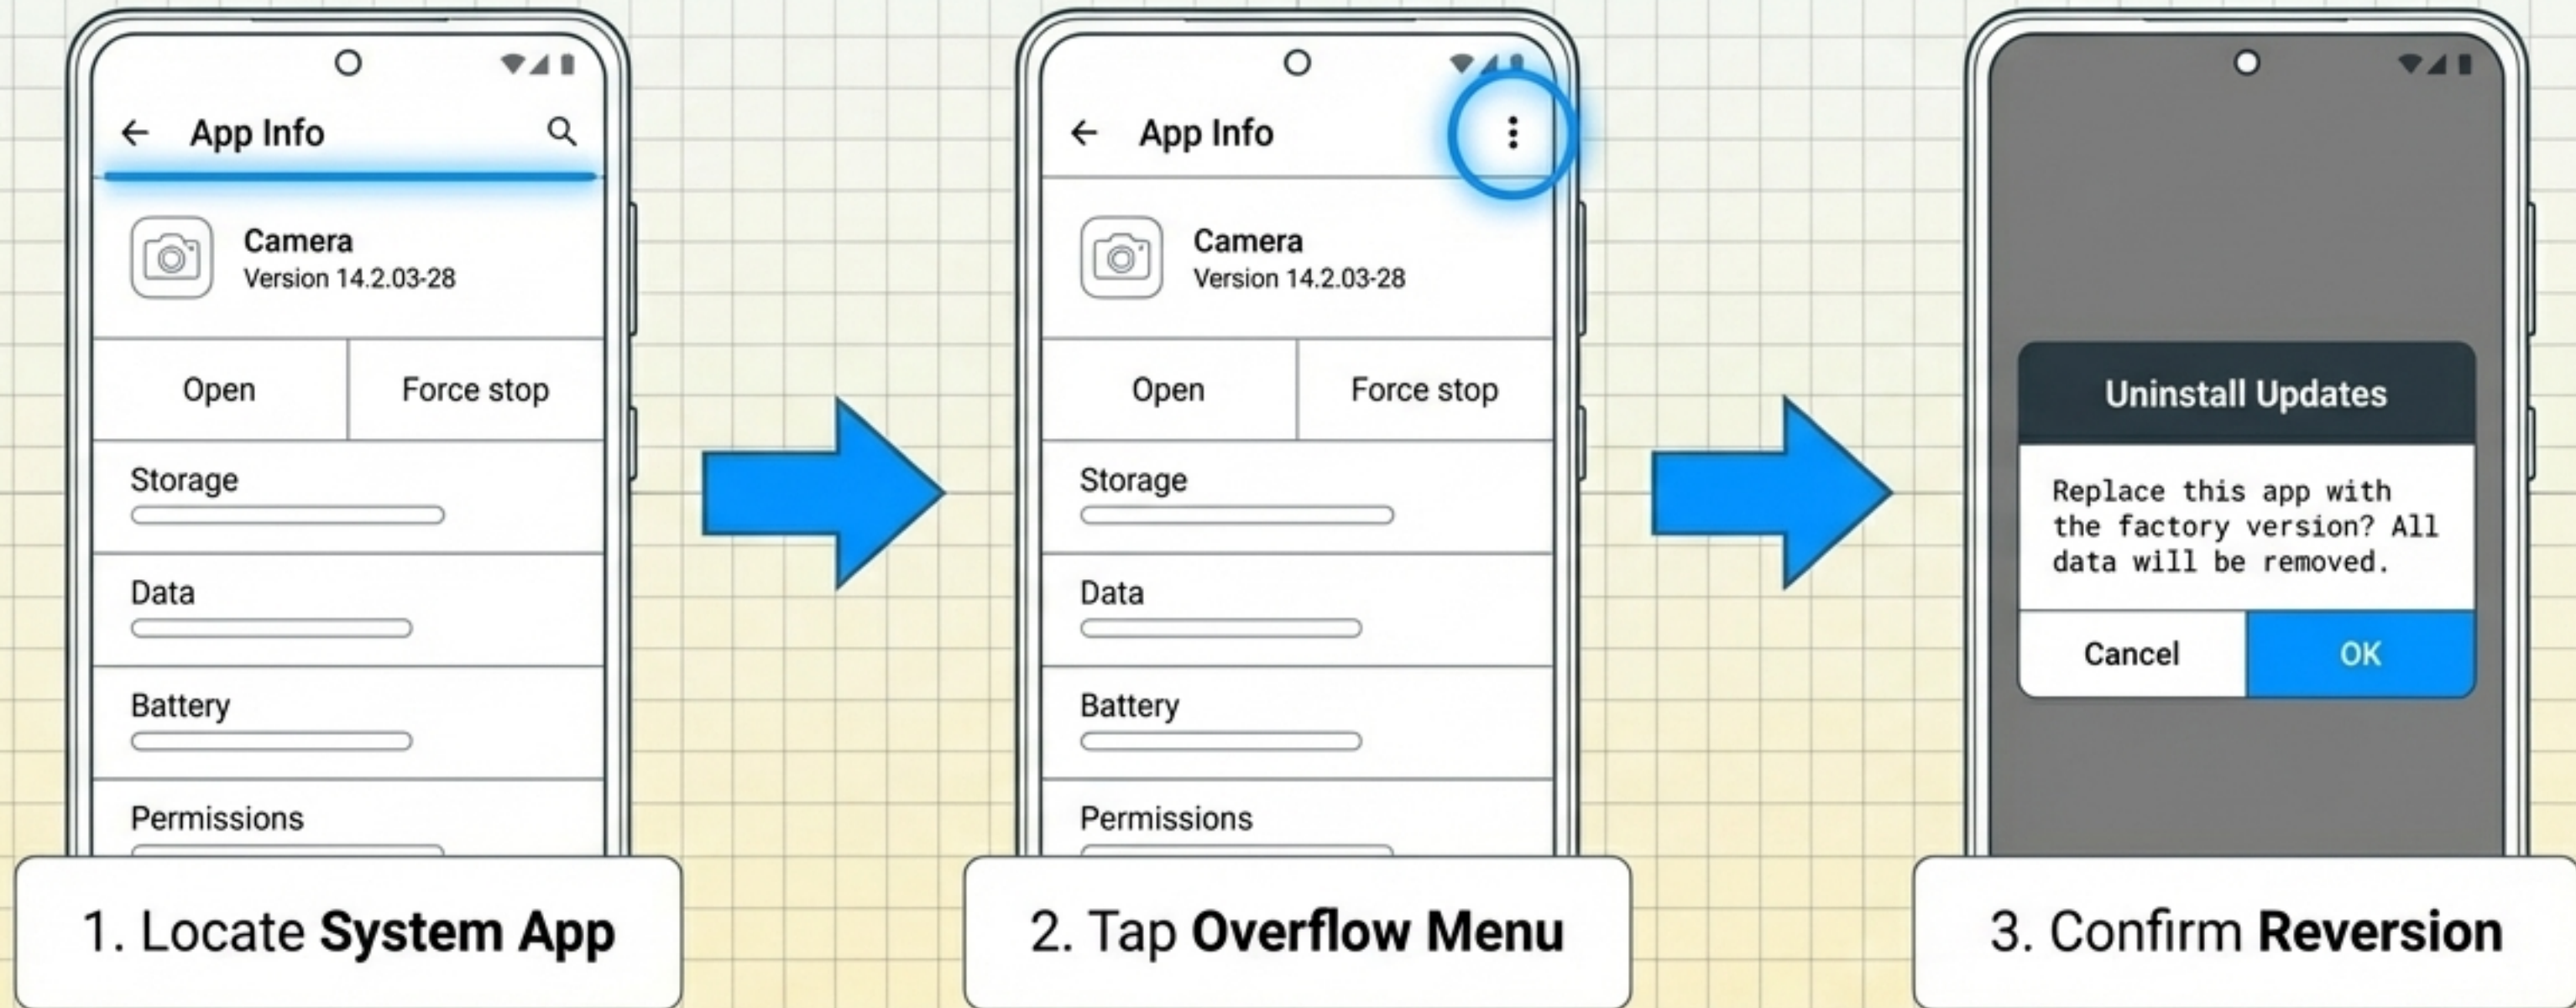 App Info
Camera
Version 14.2.03-28
Open
Force stop
Storage
Data
Battery
Permissions
1. Locate System App
App Info
Camera
Version 14.2.03-28
Open
Force stop
Storage
Data
Battery
Permissions
2. Tap Overflow Menu
Uninstall Updates
Replace this app with
the factory version? All
data will be removed.
Cancel
OK
3. Confirm Reversion